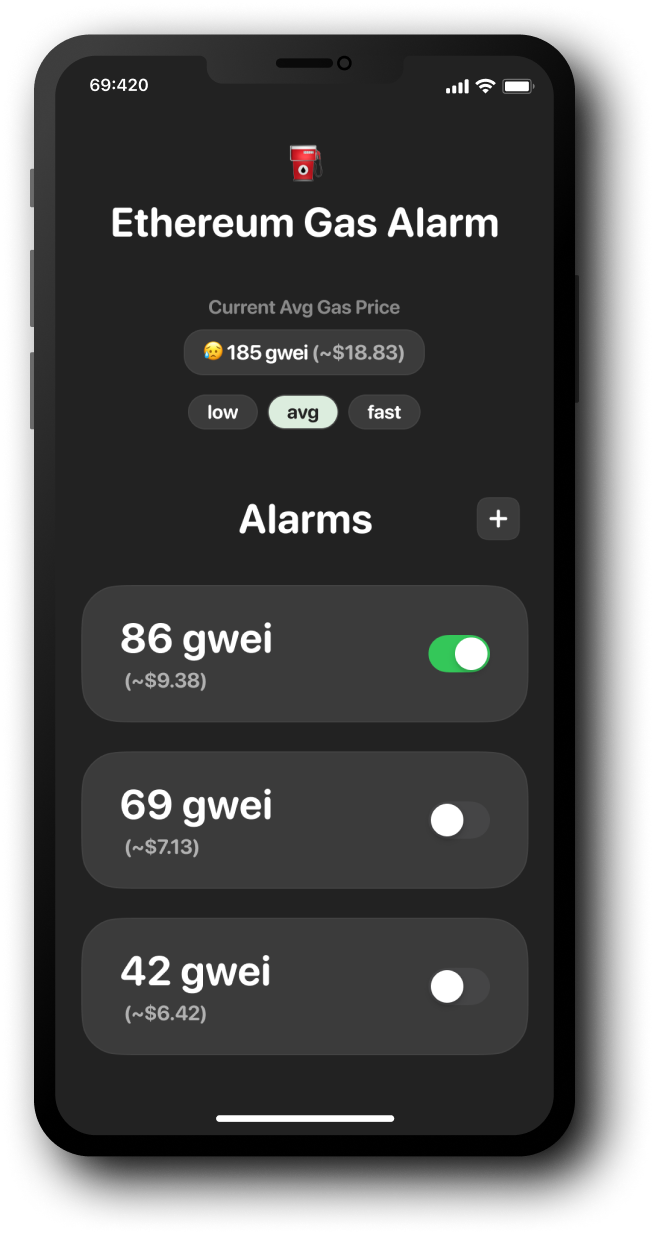 69:420
Ethereum Gas Alarm
Current Avg Gas Price
😥 185 gwei (~$18.83)
low avg fast
Alarms +
86 gwei
(~$9.38)
69 gwei
(~$7.13)
42 gwei
(~$6.42)